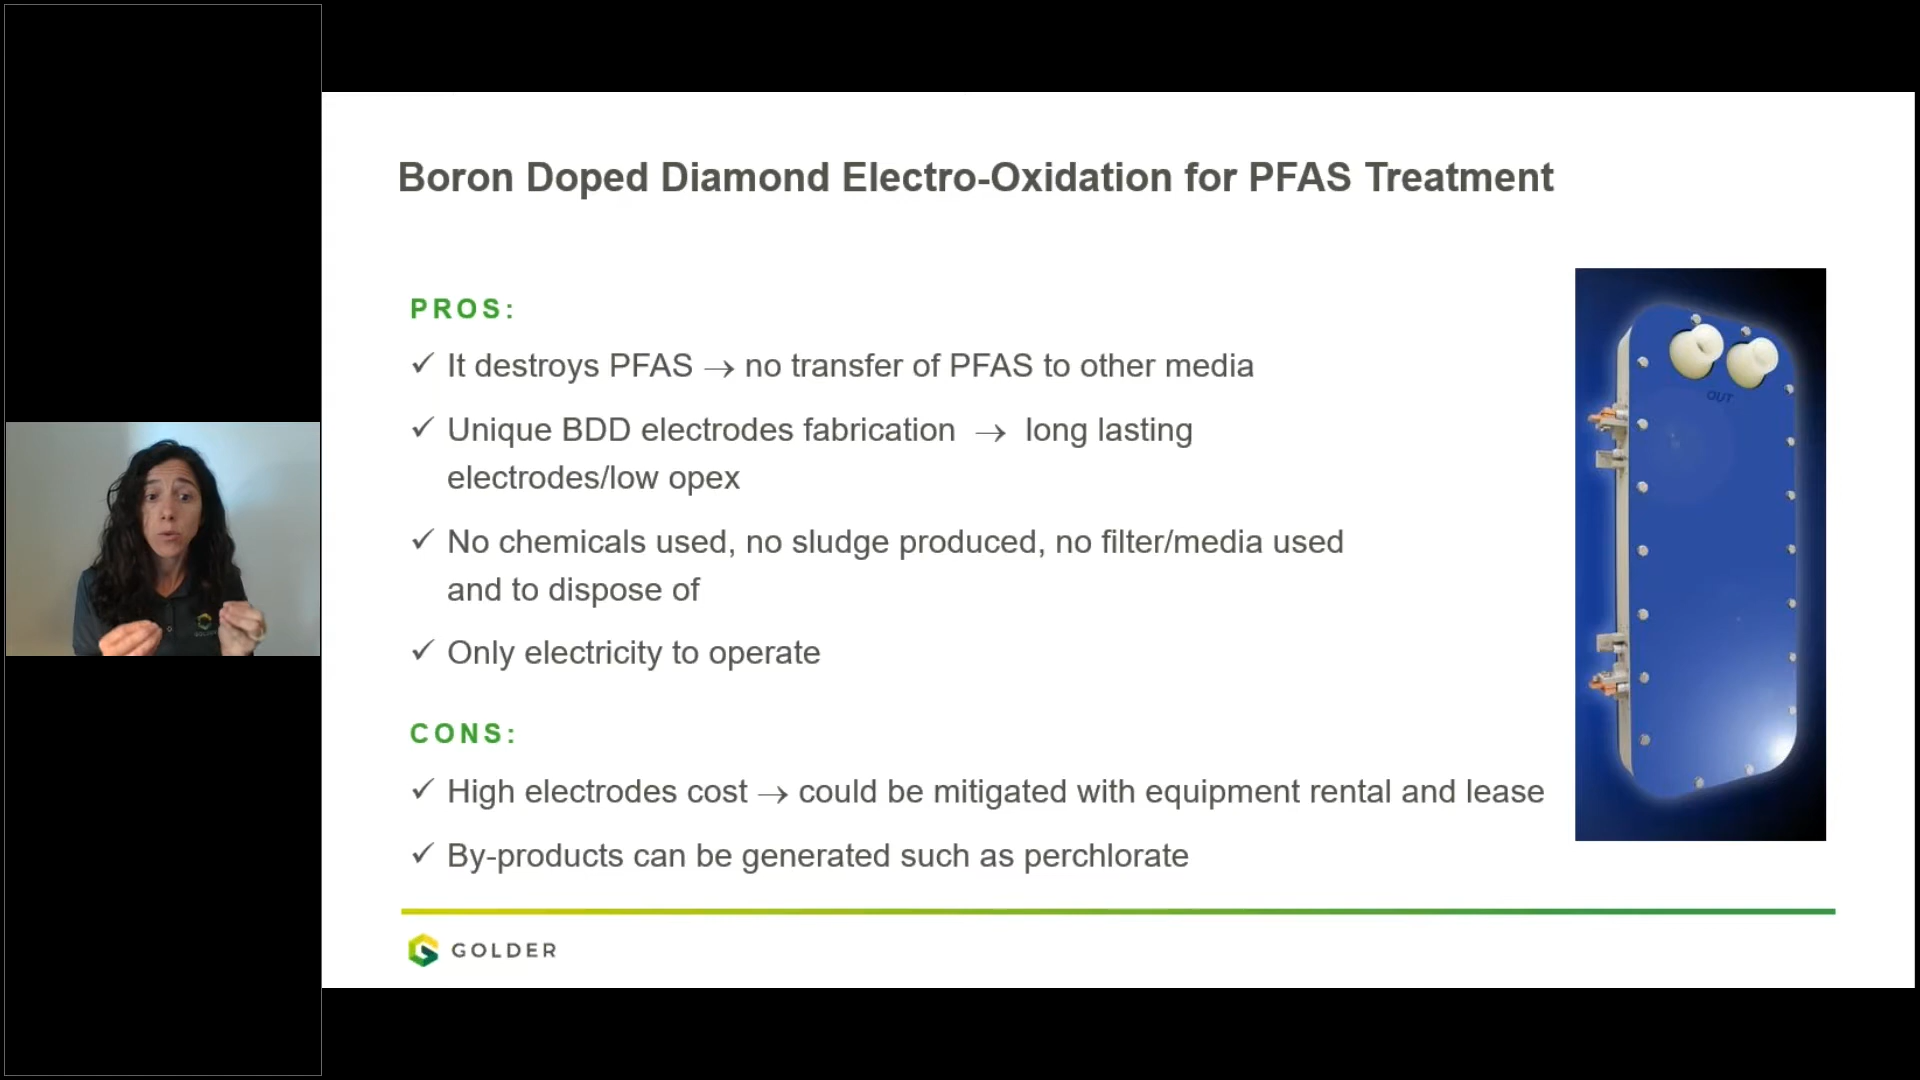 Boron Doped Diamond Electro-Oxidation for PFAS Treatment
PROS:
✓ It destroys PFAS → no transfer of PFAS to other media
✓ Unique BDD electrodes fabrication → long lasting
electrodes/low opex
✓ No chemicals used, no sludge produced, no filter/media used
and to dispose of
✓ Only electricity to operate
CONS:
✓ High electrodes cost → could be mitigated with equipment rental and lease
✓ By-products can be generated such as perchlorate
OUT
GOLDER
GOLDER